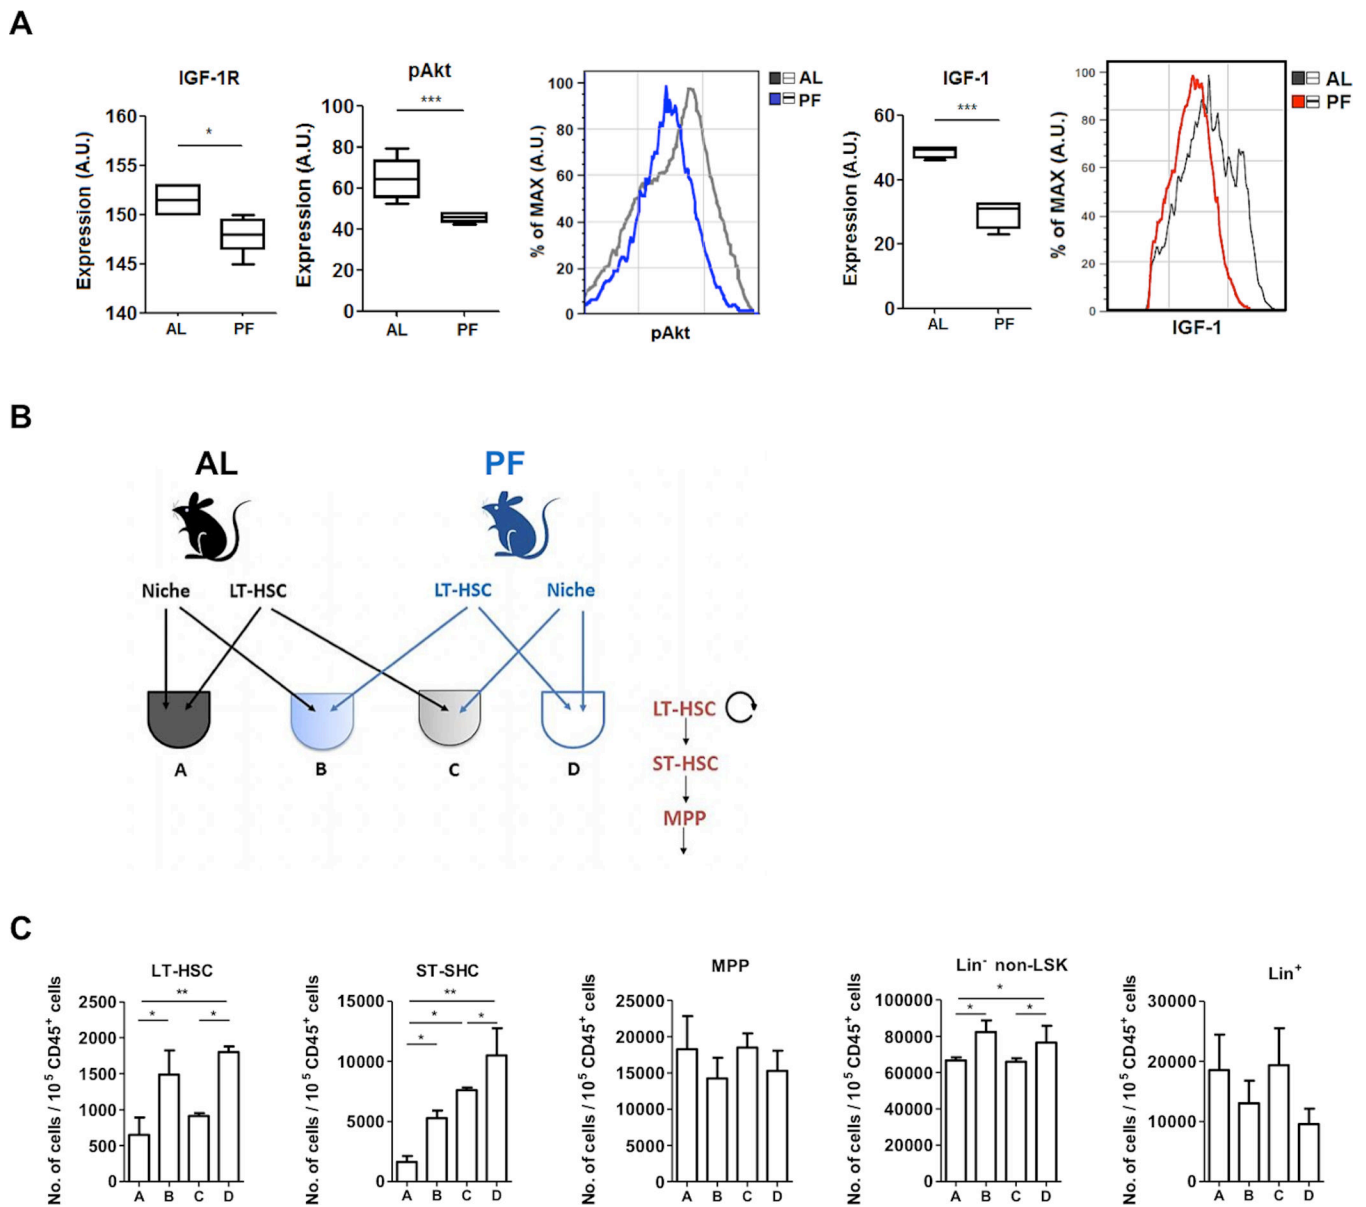 A
IGF-1R
*
Expression (A.U.)
160
155
150
145
140
AL
PF
pAkt
***
Expression (A.U.)
100
80
60
40
20
0
AL
PF
AL
PF
% of MAX (A.U.)
100
80
60
40
20
0
pAkt
IGF-1
***
Expression (A.U.)
60
40
20
0
AL
PF
AL
PF
% of MAX (A.U.)
100
80
60
40
20
0
IGF-1
B
AL
PF
Niche
LT-HSC
LT-HSC
Niche
A
B
C
D
LT-HSC
ST-HSC
MPP
C
LT-HSC
No. of cells / 10⁵ CD45⁺ cells
2500
2000
1500
1000
500
0
**
*
*
A
B
C
D
ST-SHC
No. of cells / 10⁵ CD45⁺ cells
15000
10000
5000
0
**
*
*
*
A
B
C
D
MPP
No. of cells / 10⁵ CD45⁺ cells
25000
20000
15000
10000
5000
0
A
B
C
D
Lin⁻ non-LSK
No. of cells / 10⁵ CD45⁺ cells
100000
80000
60000
40000
20000
0
*
*
*
A
B
C
D
Lin⁺
No. of cells / 10⁵ CD45⁺ cells
30000
20000
10000
0
A
B
C
D